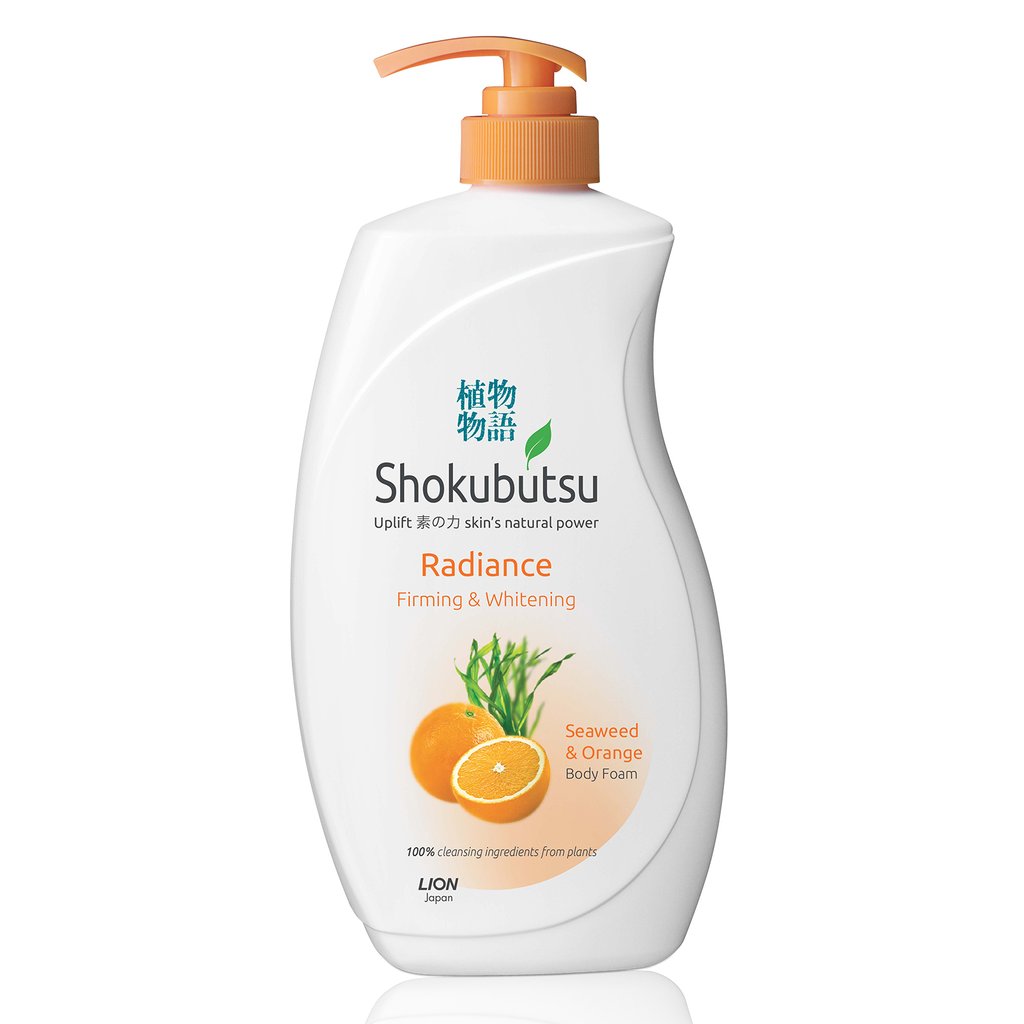 植物
物語
Shokubutsu
Uplift 素の力 skin's natural power
Radiance
Firming & Whitening
Seaweed
& Orange
Body Foam
100% cleansing ingredients from plants
LION
Japan